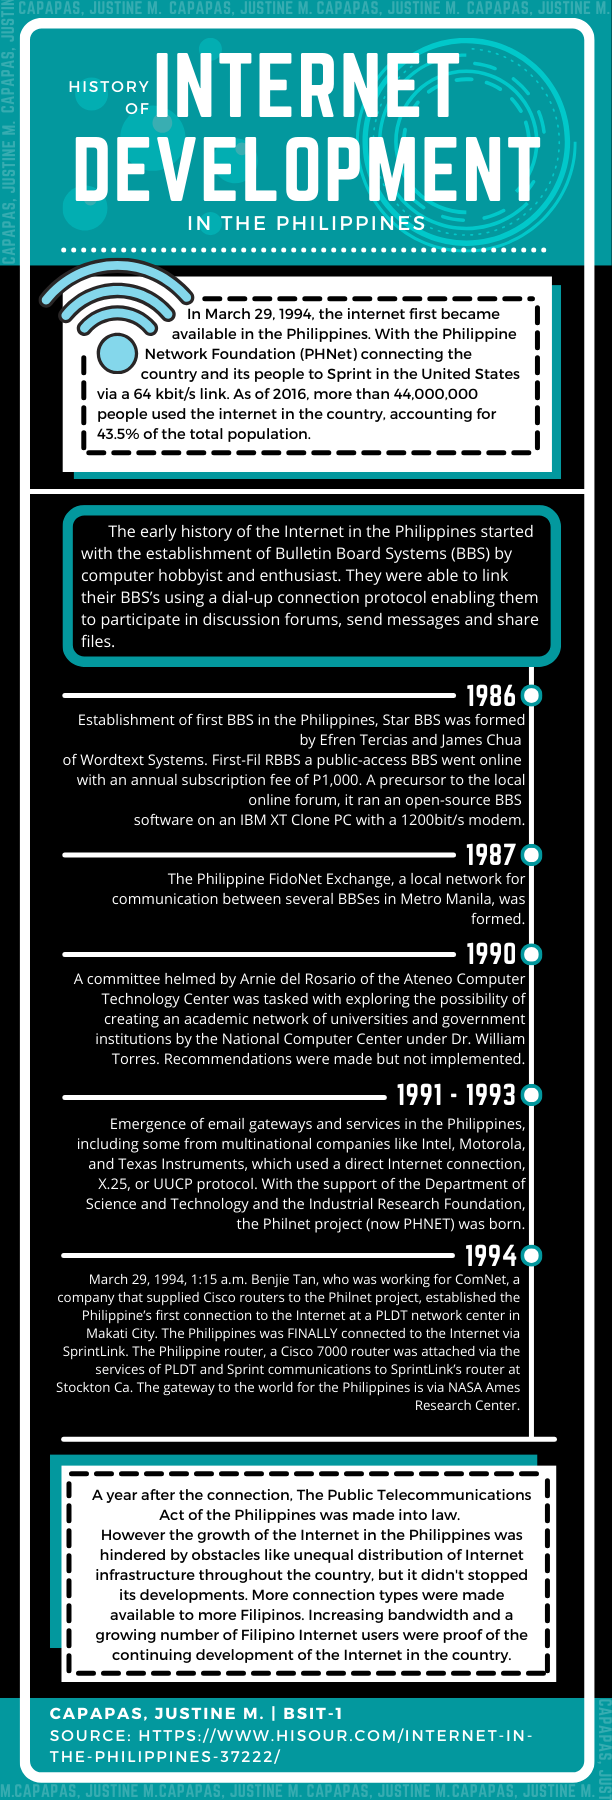 CAPAPAS, JUSTINE M. CAPAPAS, JUSTINE M. CAPAPAS, JUSTINE M. CAPAPAS, JUSTINE M.
CAPAPAS, JUSTINE M. CAPAPAS, JUSTIN
HISTORY
OF
INTERNET
DEVELOPMENT
IN THE PHILIPPINES
In March 29, 1994, the internet first became
available in the Philippines. With the Philippine
Network Foundation (PHNet) connecting the
country and its people to Sprint in the United States
via a 64 kbit/s link. As of 2016, more than 44,000,000
people used the internet in the country, accounting for
43.5% of the total population.
The early history of the Internet in the Philippines started
with the establishment of Bulletin Board Systems (BBS) by
computer hobbyist and enthusiast. They were able to link
their BBS's using a dial-up connection protocol enabling them
to participate in discussion forums, send messages and share
files.
1986
Establishment of first BBS in the Philippines, Star BBS was formed
by Efren Tercias and James Chua
of Wordtext Systems. First-Fil RBBS a public-access BBS went online
with an annual subscription fee of P1,000. A precursor to the local
online forum, it ran an open-source BBS
software on an IBM XT Clone PC with a 1200bit/s modem.
1987
The Philippine FidoNet Exchange, a local network for
communication between several BBSes in Metro Manila, was
formed.
1990
A committee helmed by Arnie del Rosario of the Ateneo Computer
Technology Center was tasked with exploring the possibility of
creating an academic network of universities and government
institutions by the National Computer Center under Dr. William
Torres. Recommendations were made but not implemented.
1991 - 1993
Emergence of email gateways and services in the Philippines,
including some from multinational companies like Intel, Motorola,
and Texas Instruments, which used a direct Internet connection,
X.25, or UUCP protocol. With the support of the Department of
Science and Technology and the Industrial Research Foundation,
the Philnet project (now PHNET) was born.
1994
March 29, 1994, 1:15 a.m. Benjie Tan, who was working for ComNet, a
company that supplied Cisco routers to the Philnet project, established the
Philippine's first connection to the Internet at a PLDT network center in
Makati City. The Philippines was FINALLY connected to the Internet via
SprintLink. The Philippine router, a Cisco 7000 router was attached via the
services of PLDT and Sprint communications to SprintLink's router at
Stockton Ca. The gateway to the world for the Philippines is via NASA Ames
Research Center.
A year after the connection, The Public Telecommunications
Act of the Philippines was made into law.
However the growth of the Internet in the Philippines was
hindered by obstacles like unequal distribution of Internet
infrastructure throughout the country, but it didn't stopped
its developments. More connection types were made
available to more Filipinos. Increasing bandwidth and a
growing number of Filipino Internet users were proof of the
continuing development of the Internet in the country.
CAPAPAS, JUSTINE M. | BSIT-1
SOURCE: HTTPS://WWW.HISOUR.COM/INTERNET-IN-
THE-PHILIPPINES-37222/
CAPAPAS, JUS
M.CAPAPAS, JUSTINE M.CAPAPAS, JUSTINE M. CAPAPAS, JUSTINE M.CAPAPAS, JUSTINE M.